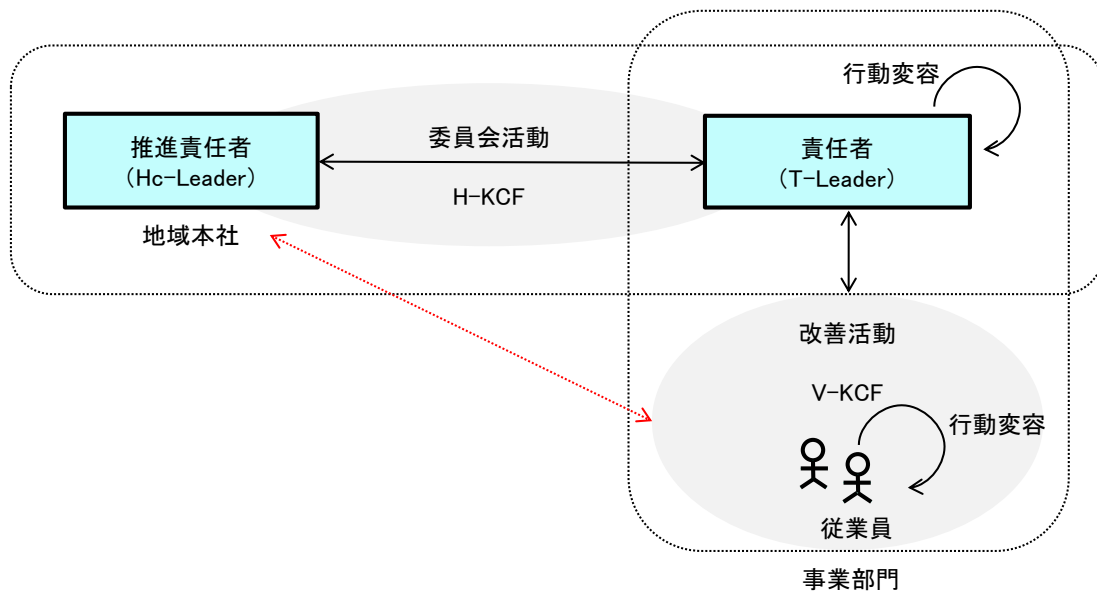 行動変容
推進責任者
(Hc-Leader)
委員会活動
責任者
(T-Leader)
H-KCF
地域本社
改善活動
V-KCF
行動変容
従業員
事業部門